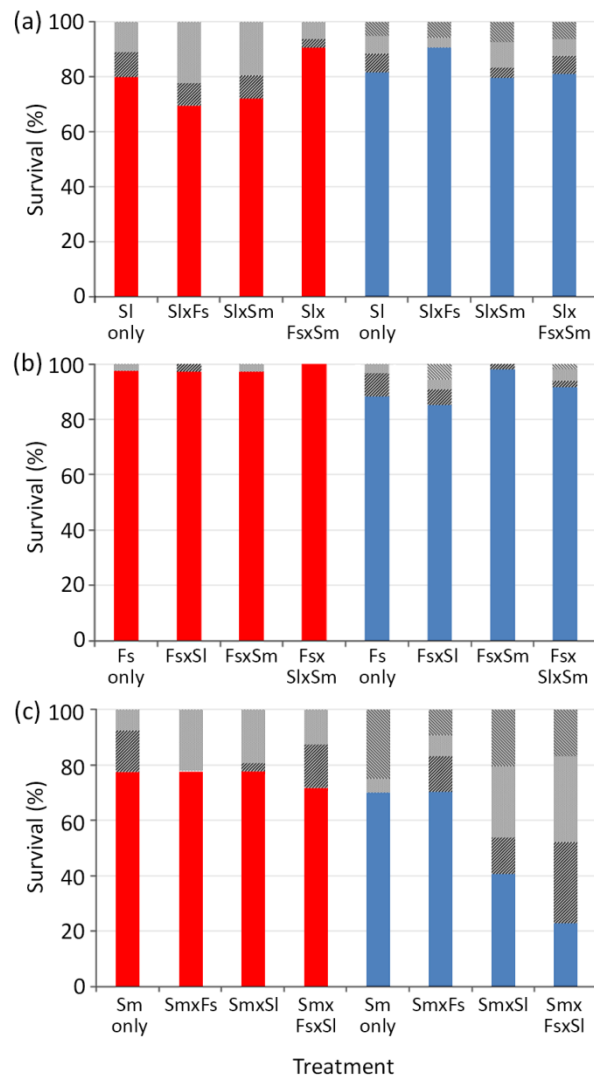 (a)
Survival (%)
100
80
60
40
20
0
Sl only
SlxFs
SlxSm
Slx FsxSm
Sl only
SlxFs
SlxSm
Slx FsxSm
(b)
Survival (%)
100
80
60
40
20
0
Fs only
FsxSl
FsxSm
Fsx SlxSm
Fs only
FsxSl
FsxSm
Fsx SlxSm
(c)
Survival (%)
100
80
60
40
20
0
Sm only
SmxFs
SmxSl
Smx FsxSl
Sm only
SmxFs
SmxSl
Smx FsxSl
Treatment